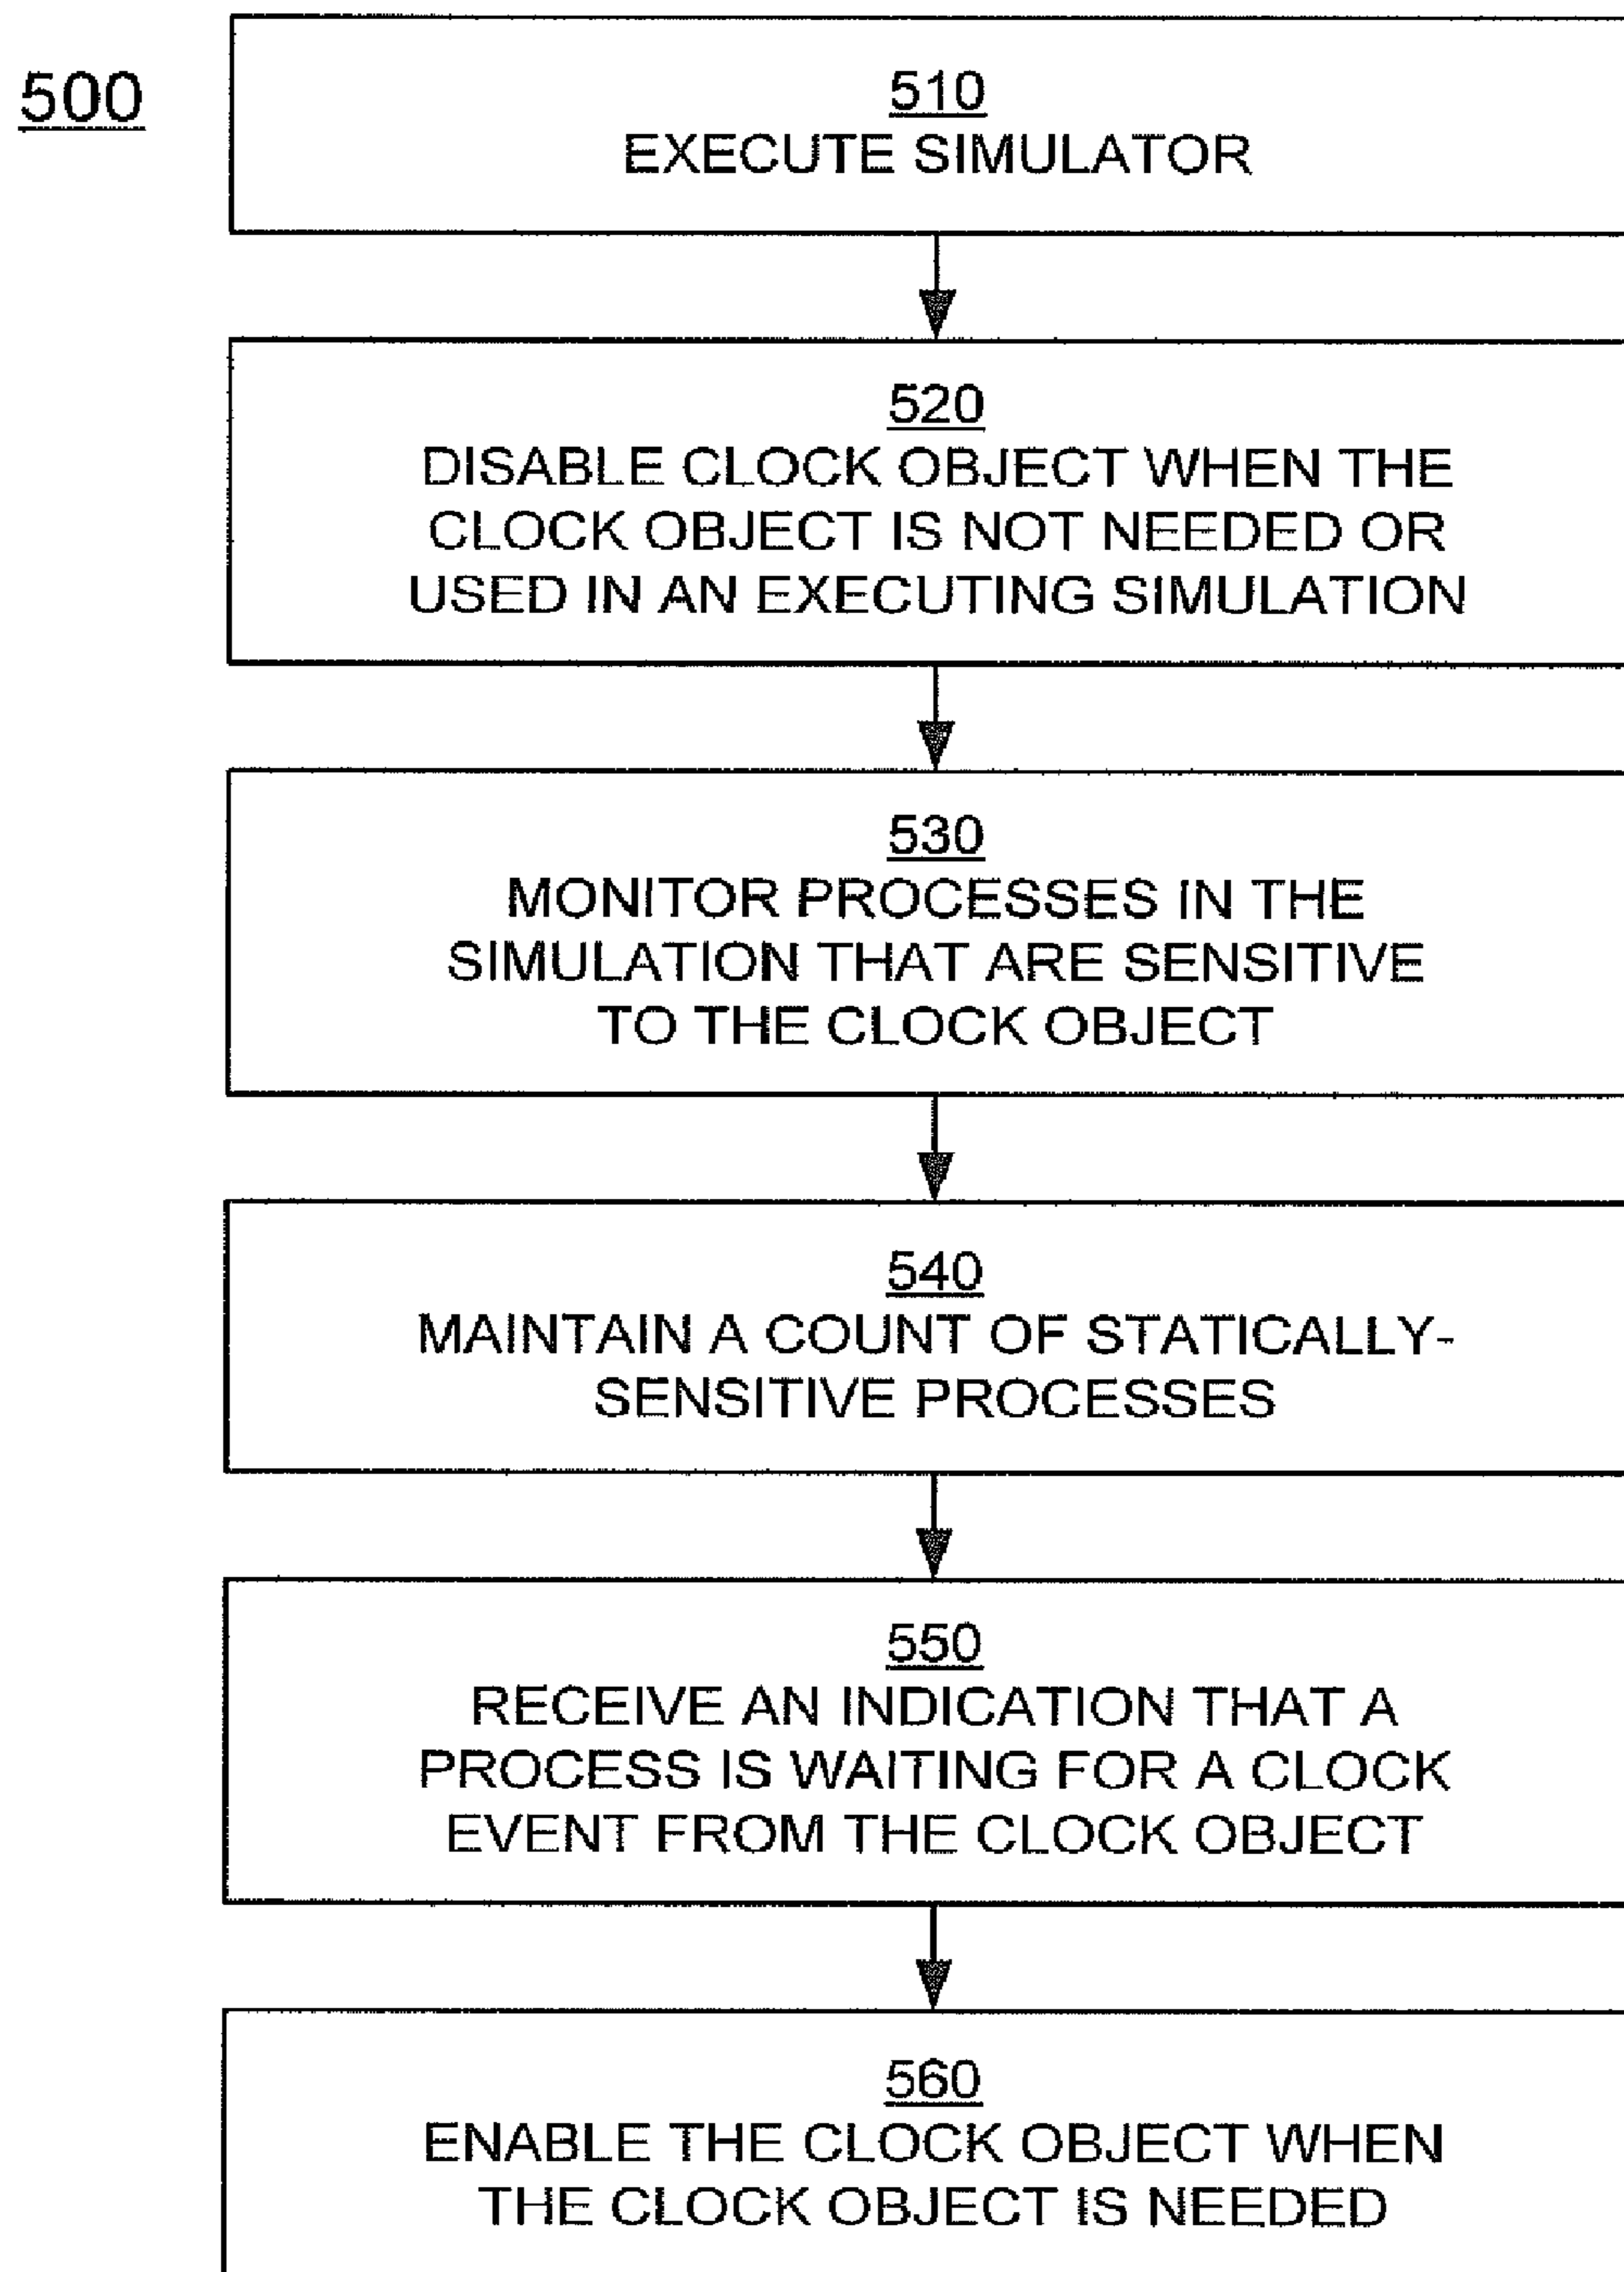 500
510
EXECUTE SIMULATOR
520
DISABLE CLOCK OBJECT WHEN THE
CLOCK OBJECT IS NOT NEEDED OR
USED IN AN EXECUTING SIMULATION
530
MONITOR PROCESSES IN THE
SIMULATION THAT ARE SENSITIVE
TO THE CLOCK OBJECT
540
MAINTAIN A COUNT OF STATICALLY-
SENSITIVE PROCESSES
550
RECEIVE AN INDICATION THAT A
PROCESS IS WAITING FOR A CLOCK
EVENT FROM THE CLOCK OBJECT
560
ENABLE THE CLOCK OBJECT WHEN
THE CLOCK OBJECT IS NEEDED